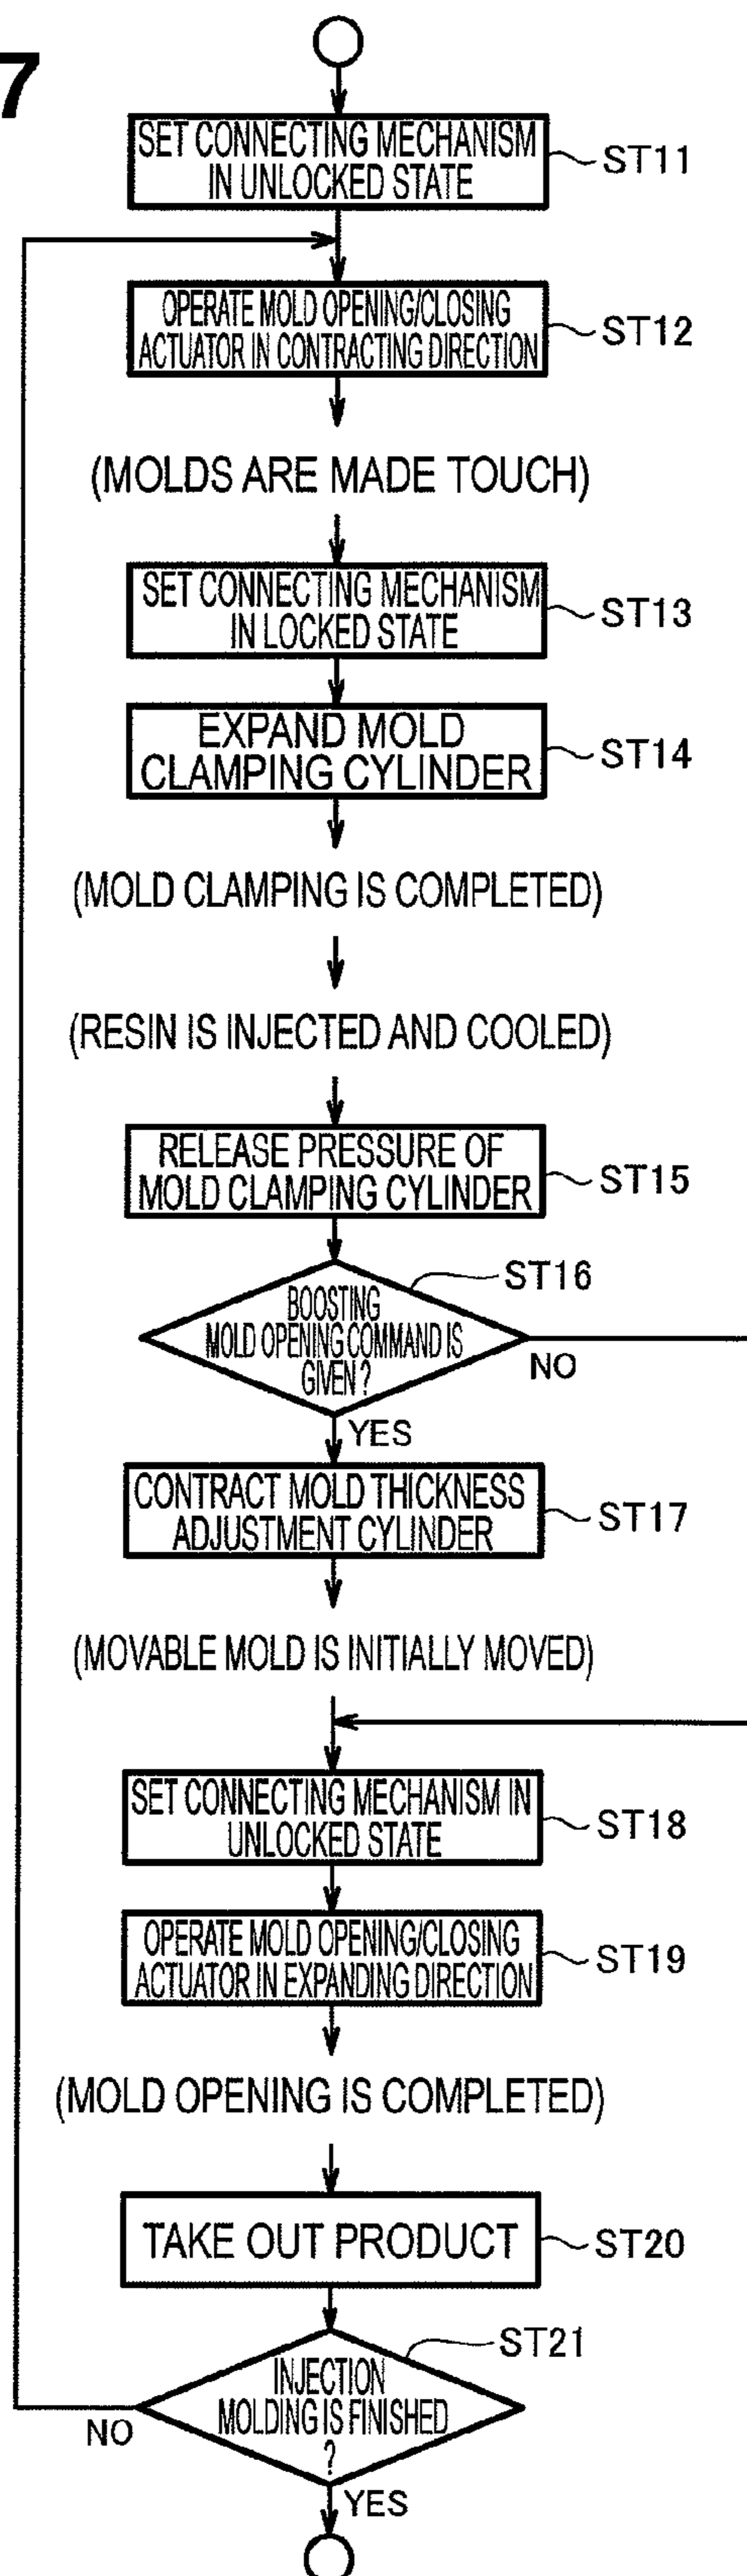 7
SET CONNECTING MECHANISM
IN UNLOCKED STATE
ST11
OPERATE MOLD OPENING/CLOSING
ACTUATOR IN CONTRACTING DIRECTION
ST12
(MOLDS ARE MADE TOUCH)
SET CONNECTING MECHANISM
IN LOCKED STATE
ST13
EXPAND MOLD
CLAMPING CYLINDER
ST14
(MOLD CLAMPING IS COMPLETED)
(RESIN IS INJECTED AND COOLED)
RELEASE PRESSURE OF
MOLD CLAMPING CYLINDER
ST15
ST16
BOOSTING
MOLD OPENING COMMAND IS
GIVEN ?
NO
YES
CONTRACT MOLD THICKNESS
ADJUSTMENT CYLINDER
ST17
(MOVABLE MOLD IS INITIALLY MOVED)
SET CONNECTING MECHANISM IN
UNLOCKED STATE
ST18
OPERATE MOLD OPENING/CLOSING
ACTUATOR IN EXPANDING DIRECTION
ST19
(MOLD OPENING IS COMPLETED)
TAKE OUT PRODUCT
ST20
ST21
INJECTION
MOLDING IS FINISHED
?
NO
YES